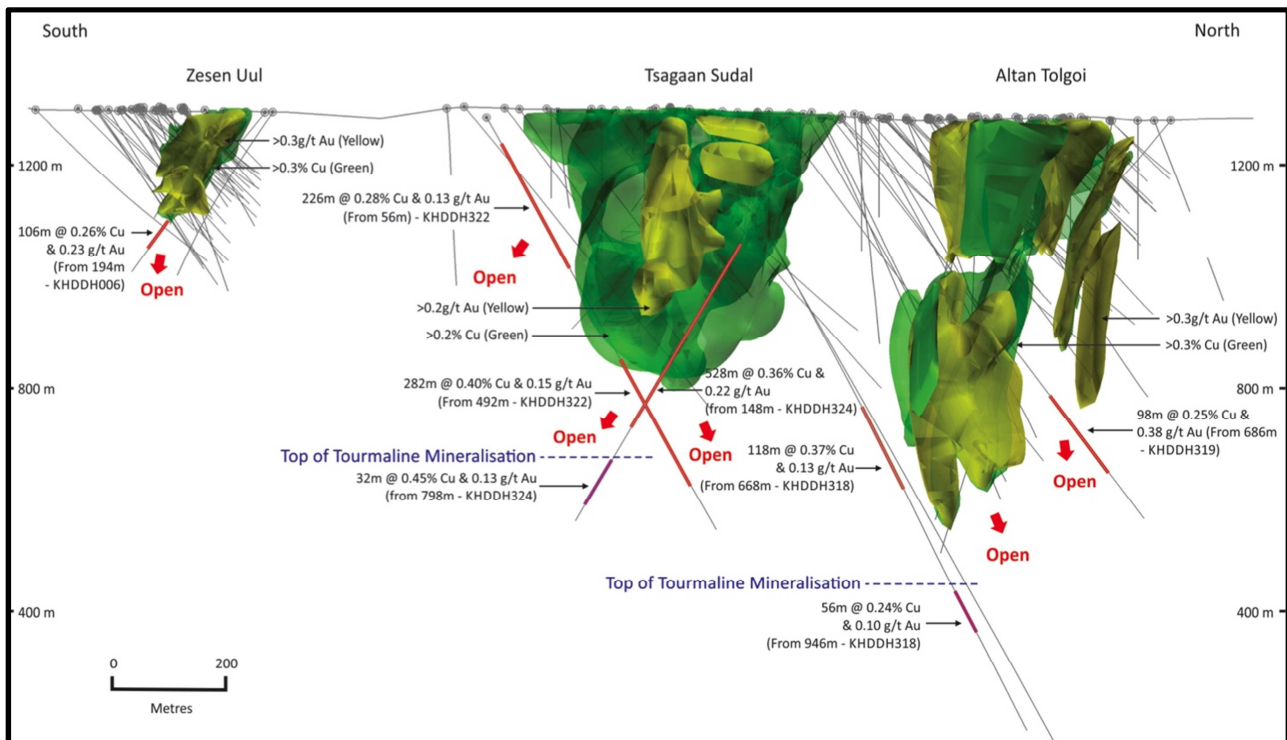 South
North
Zesen Uul
Tsagaan Sudal
Altan Tolgoi
>0.3g/t Au (Yellow)
>0.3% Cu (Green)
1200 m
1200 m
226m @ 0.28% Cu & 0.13 g/t Au
(From 56m) - KHDDH322
106m @ 0.26% Cu
& 0.23 g/t Au
(From 194m
- KHDDH006)
Open
Open
>0.2g/t Au (Yellow)
>0.2% Cu (Green)
>0.3g/t Au (Yellow)
>0.3% Cu (Green)
800 m
800 m
282m @ 0.40% Cu & 0.15 g/t Au
(From 492m - KHDDH322)
528m @ 0.36% Cu &
0.22 g/t Au
(from 148m - KHDDH324)
98m @ 0.25% Cu &
0.38 g/t Au (From 686m
- KHDDH319)
Open
Open
Open
Top of Tourmaline Mineralisation
118m @ 0.37% Cu
& 0.13 g/t Au
(From 668m - KHDDH318)
32m @ 0.45% Cu & 0.13 g/t Au
(from 798m - KHDDH324)
Open
Top of Tourmaline Mineralisation
400 m
400 m
56m @ 0.24% Cu
& 0.10 g/t Au
(From 946m - KHDDH318)
0
200
Metres